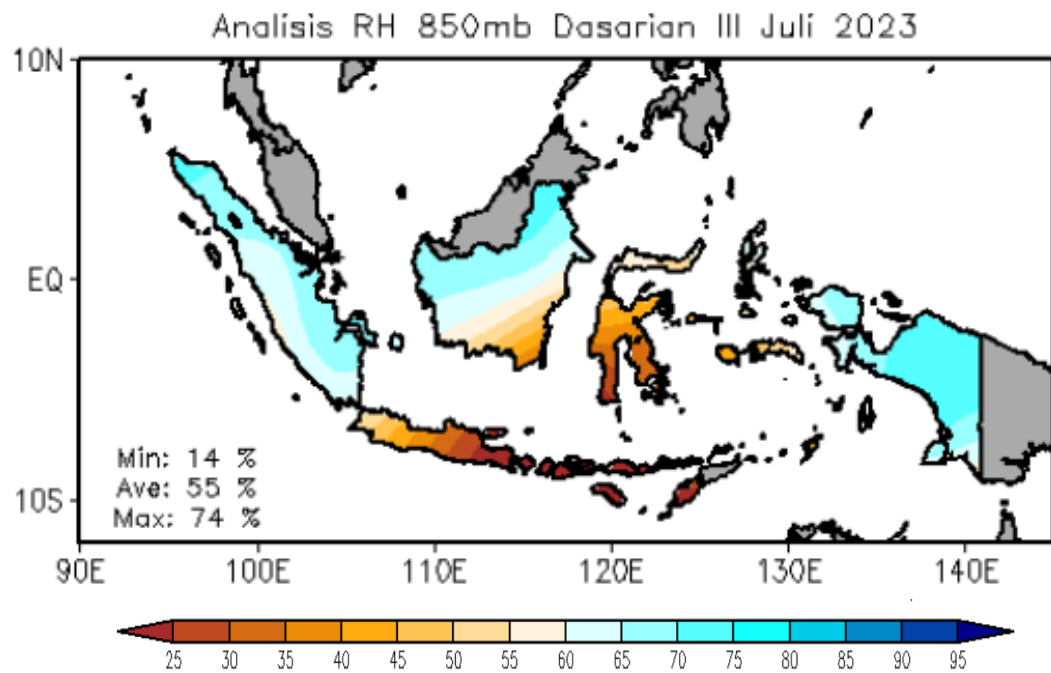 Analisis RH 850mb Dasarian III Juli 2023
10N
EQ
10S
Min: 14 %
Ave: 55 %
Max: 74 %
90E 100E 110E 120E 130E 140E
25 30 35 40 45 50 55 60 65 70 75 80 85 90 95